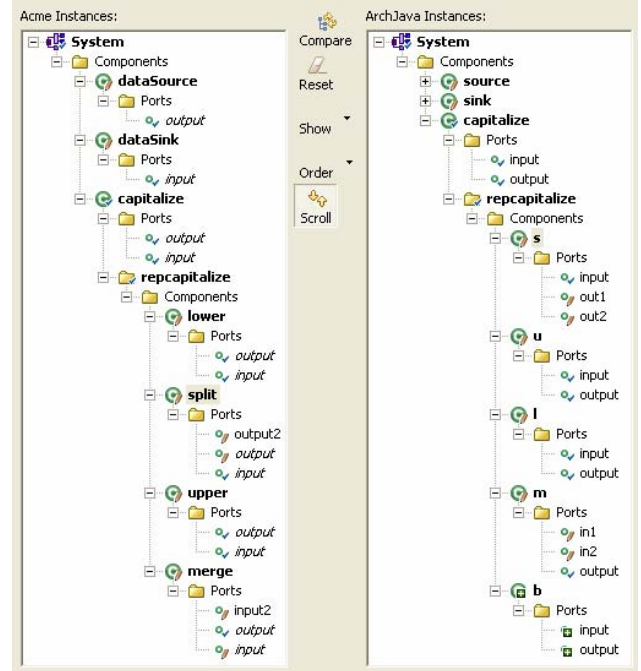 Acme Instances:
System
Components
dataSource
Ports
output
dataSink
Ports
input
capitalize
Ports
output
input
repcapitalize
Components
lower
Ports
output
input
split
Ports
output2
output
input
upper
Ports
output
input
merge
Ports
input2
output
input
Compare
Reset
Show
Order
Scroll
ArchJava Instances:
System
Components
source
sink
capitalize
Ports
input
output
repcapitalize
Components
s
Ports
input
out1
out2
u
Ports
input
output
l
Ports
input
output
m
Ports
in1
in2
output
b
Ports
input
output